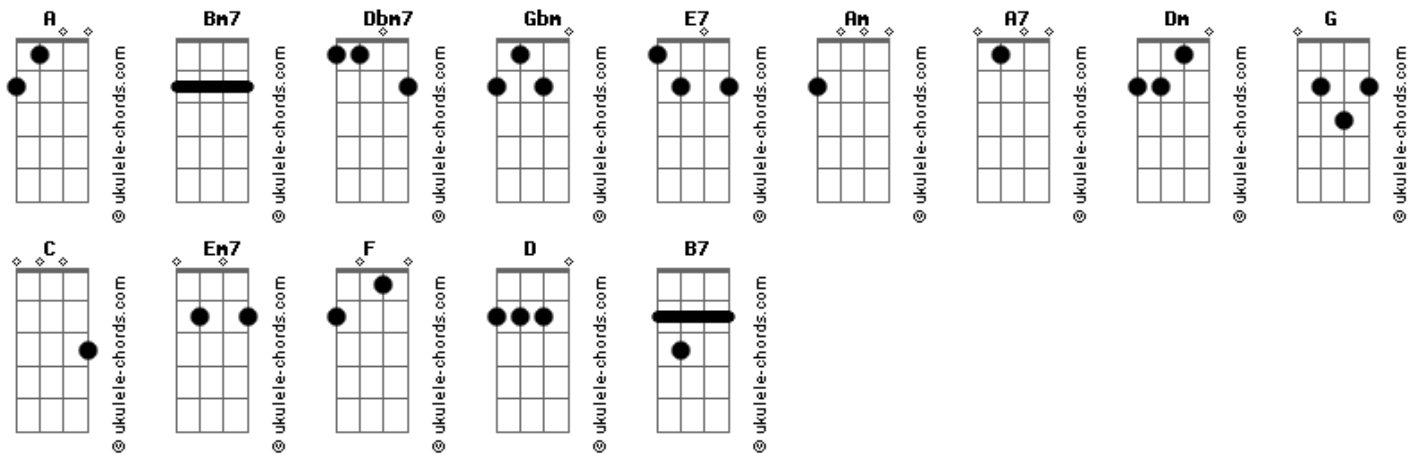 A Bm7 Dbm7 Gbm E7 Am A7 Dm G
© ukulele-chords.com © ukulele-chords.com © ukulele-chords.com © ukulele-chords.com © ukulele-chords.com © ukulele-chords.com © ukulele-chords.com © ukulele-chords.com © ukulele-chords.com
C Em7 F D B7
© ukulele-chords.com © ukulele-chords.com © ukulele-chords.com © ukulele-chords.com © ukulele-chords.com